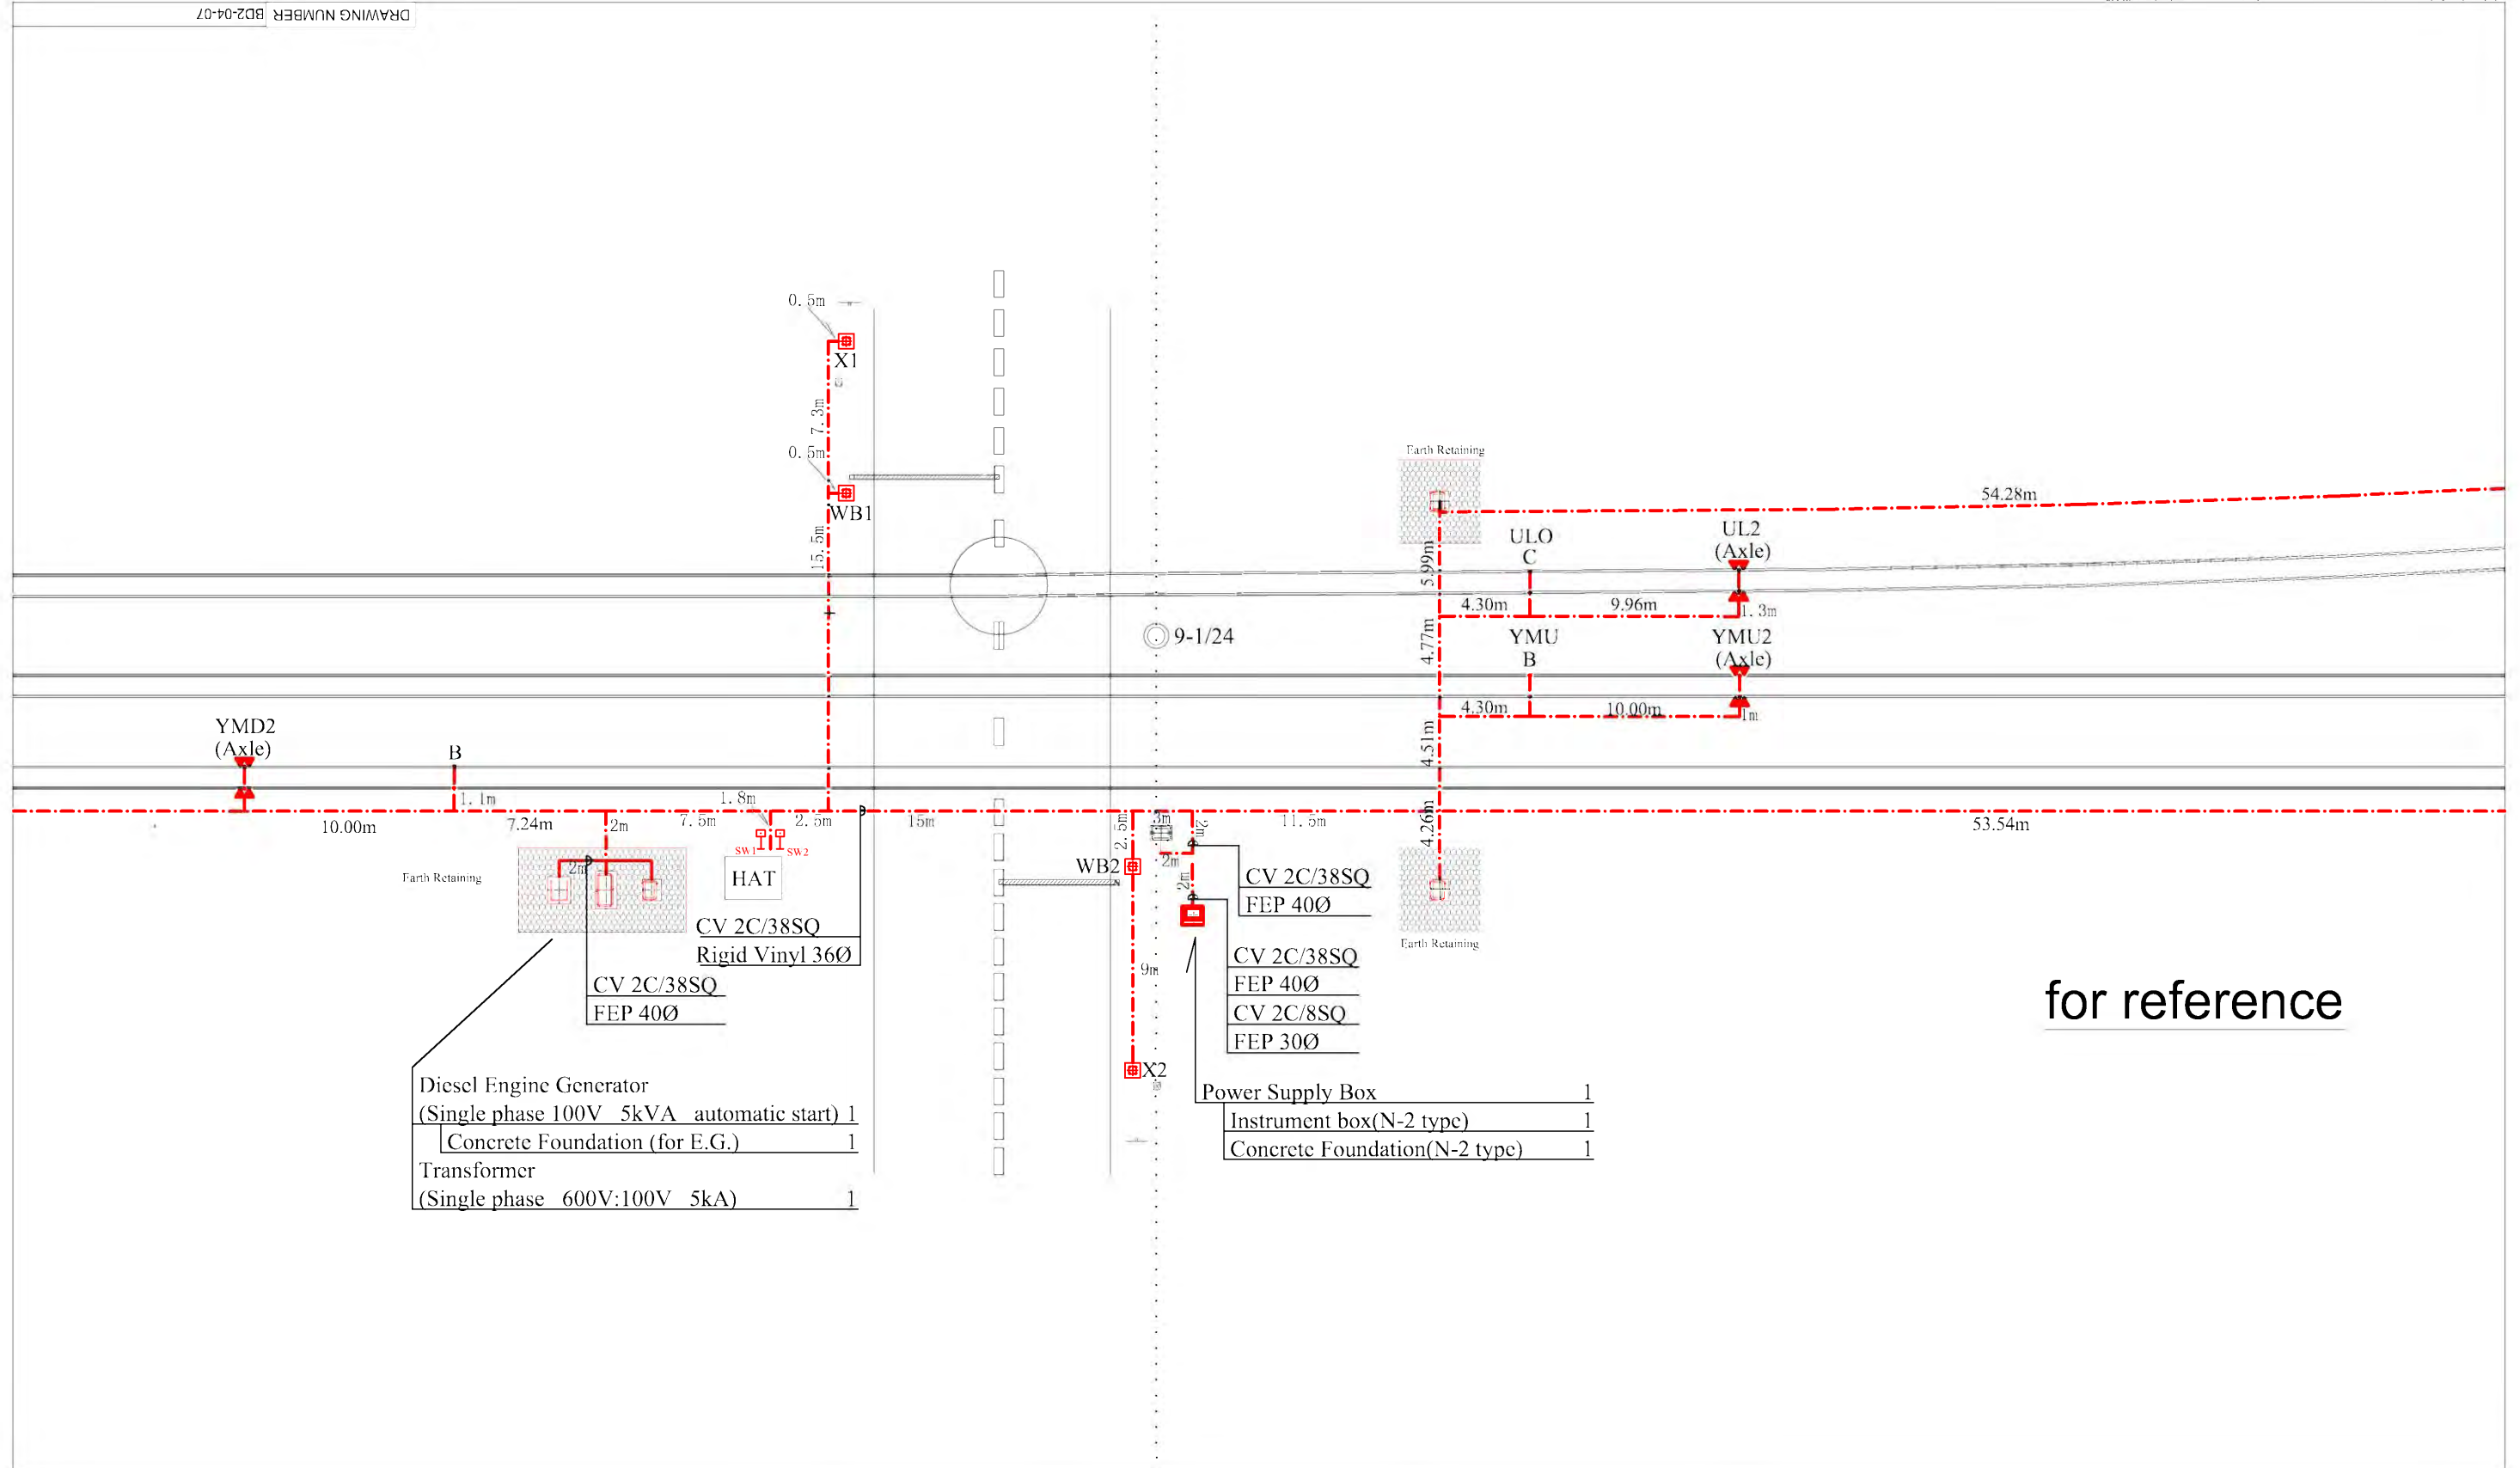 DRAWING NUMBER BD2-04-07
0.5m
X1
7.3m
0.5m
WB1
15.5m
Earth Retaining
54.28m
5.99m
ULO
C
UL2
(Axle)
4.30m
9.96m
1.3m
9-1/24
4.77m
YMU
B
YMU2
(Axle)
4.30m
10.00m
1m
4.51m
YMD2
(Axle)
B
1.1m
1.8m
10.00m
7.24m
2m
7.5m
2.5m
15m
2.5m
3m
2m
11.5m
4.26m
53.54m
SW1
SW2
HAT
Earth Retaining
2m
WB2
2m
2m
CV 2C/38SQ
FEP 40Ø
CV 2C/38SQ
Rigid Vinyl 36Ø
Earth Retaining
CV 2C/38SQ
FEP 40Ø
9m
CV 2C/38SQ
FEP 40Ø
CV 2C/8SQ
FEP 30Ø
for reference
X2
Diesel Engine Generator
(Single phase 100V 5kVA automatic start) 1
Concrete Foundation (for E.G.) 1
Transformer
(Single phase 600V:100V 5kA) 1
Power Supply Box 1
Instrument box(N-2 type) 1
Concrete Foundation(N-2 type) 1